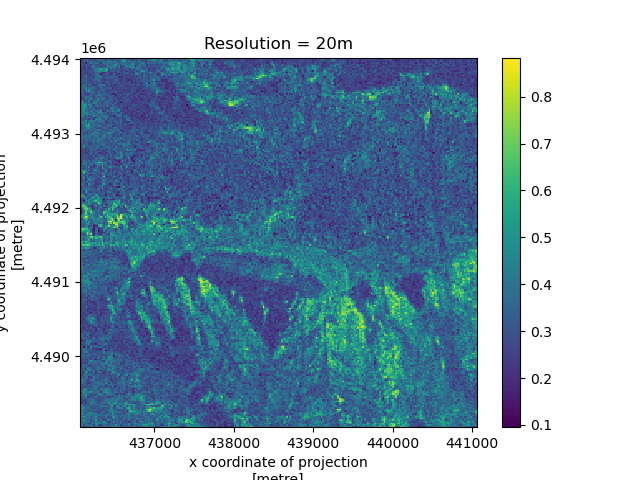 Resolution = 20m
1e6
4.494
4.493
4.492
4.491
4.490
y coordinate of projection
[metre]
437000 438000 439000 440000 441000
x coordinate of projection
[metre]
0.8
0.7
0.6
0.5
0.4
0.3
0.2
0.1